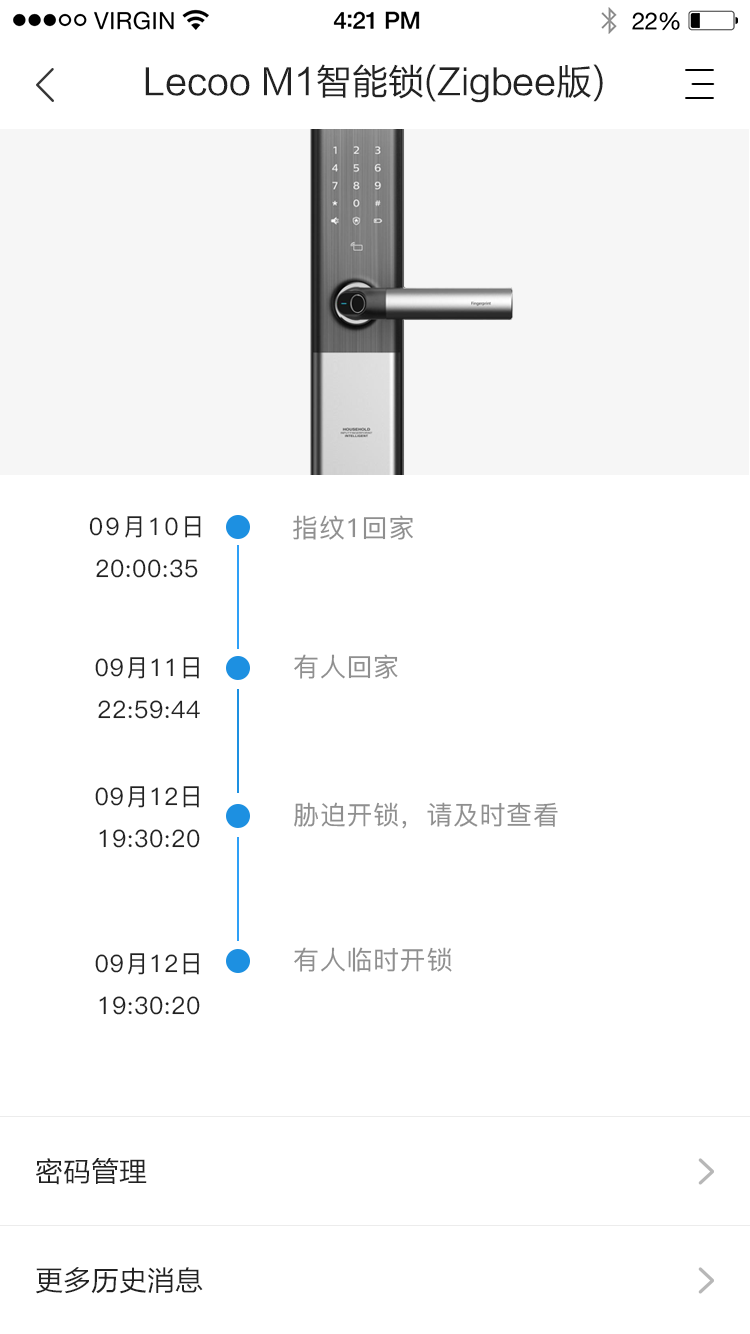 VIRGIN 4:21 PM 22%
Lecoo M1智能锁(Zigbee版)
1 2 3
4 5 6
7 8 9
* 0 #
Fingerprint
HOUSEHOLD
INTELLIGENT
09月10日 指纹1回家
20:00:35
09月11日 有人回家
22:59:44
09月12日 胁迫开锁，请及时查看
19:30:20
09月12日 有人临时开锁
19:30:20
密码管理
更多历史消息